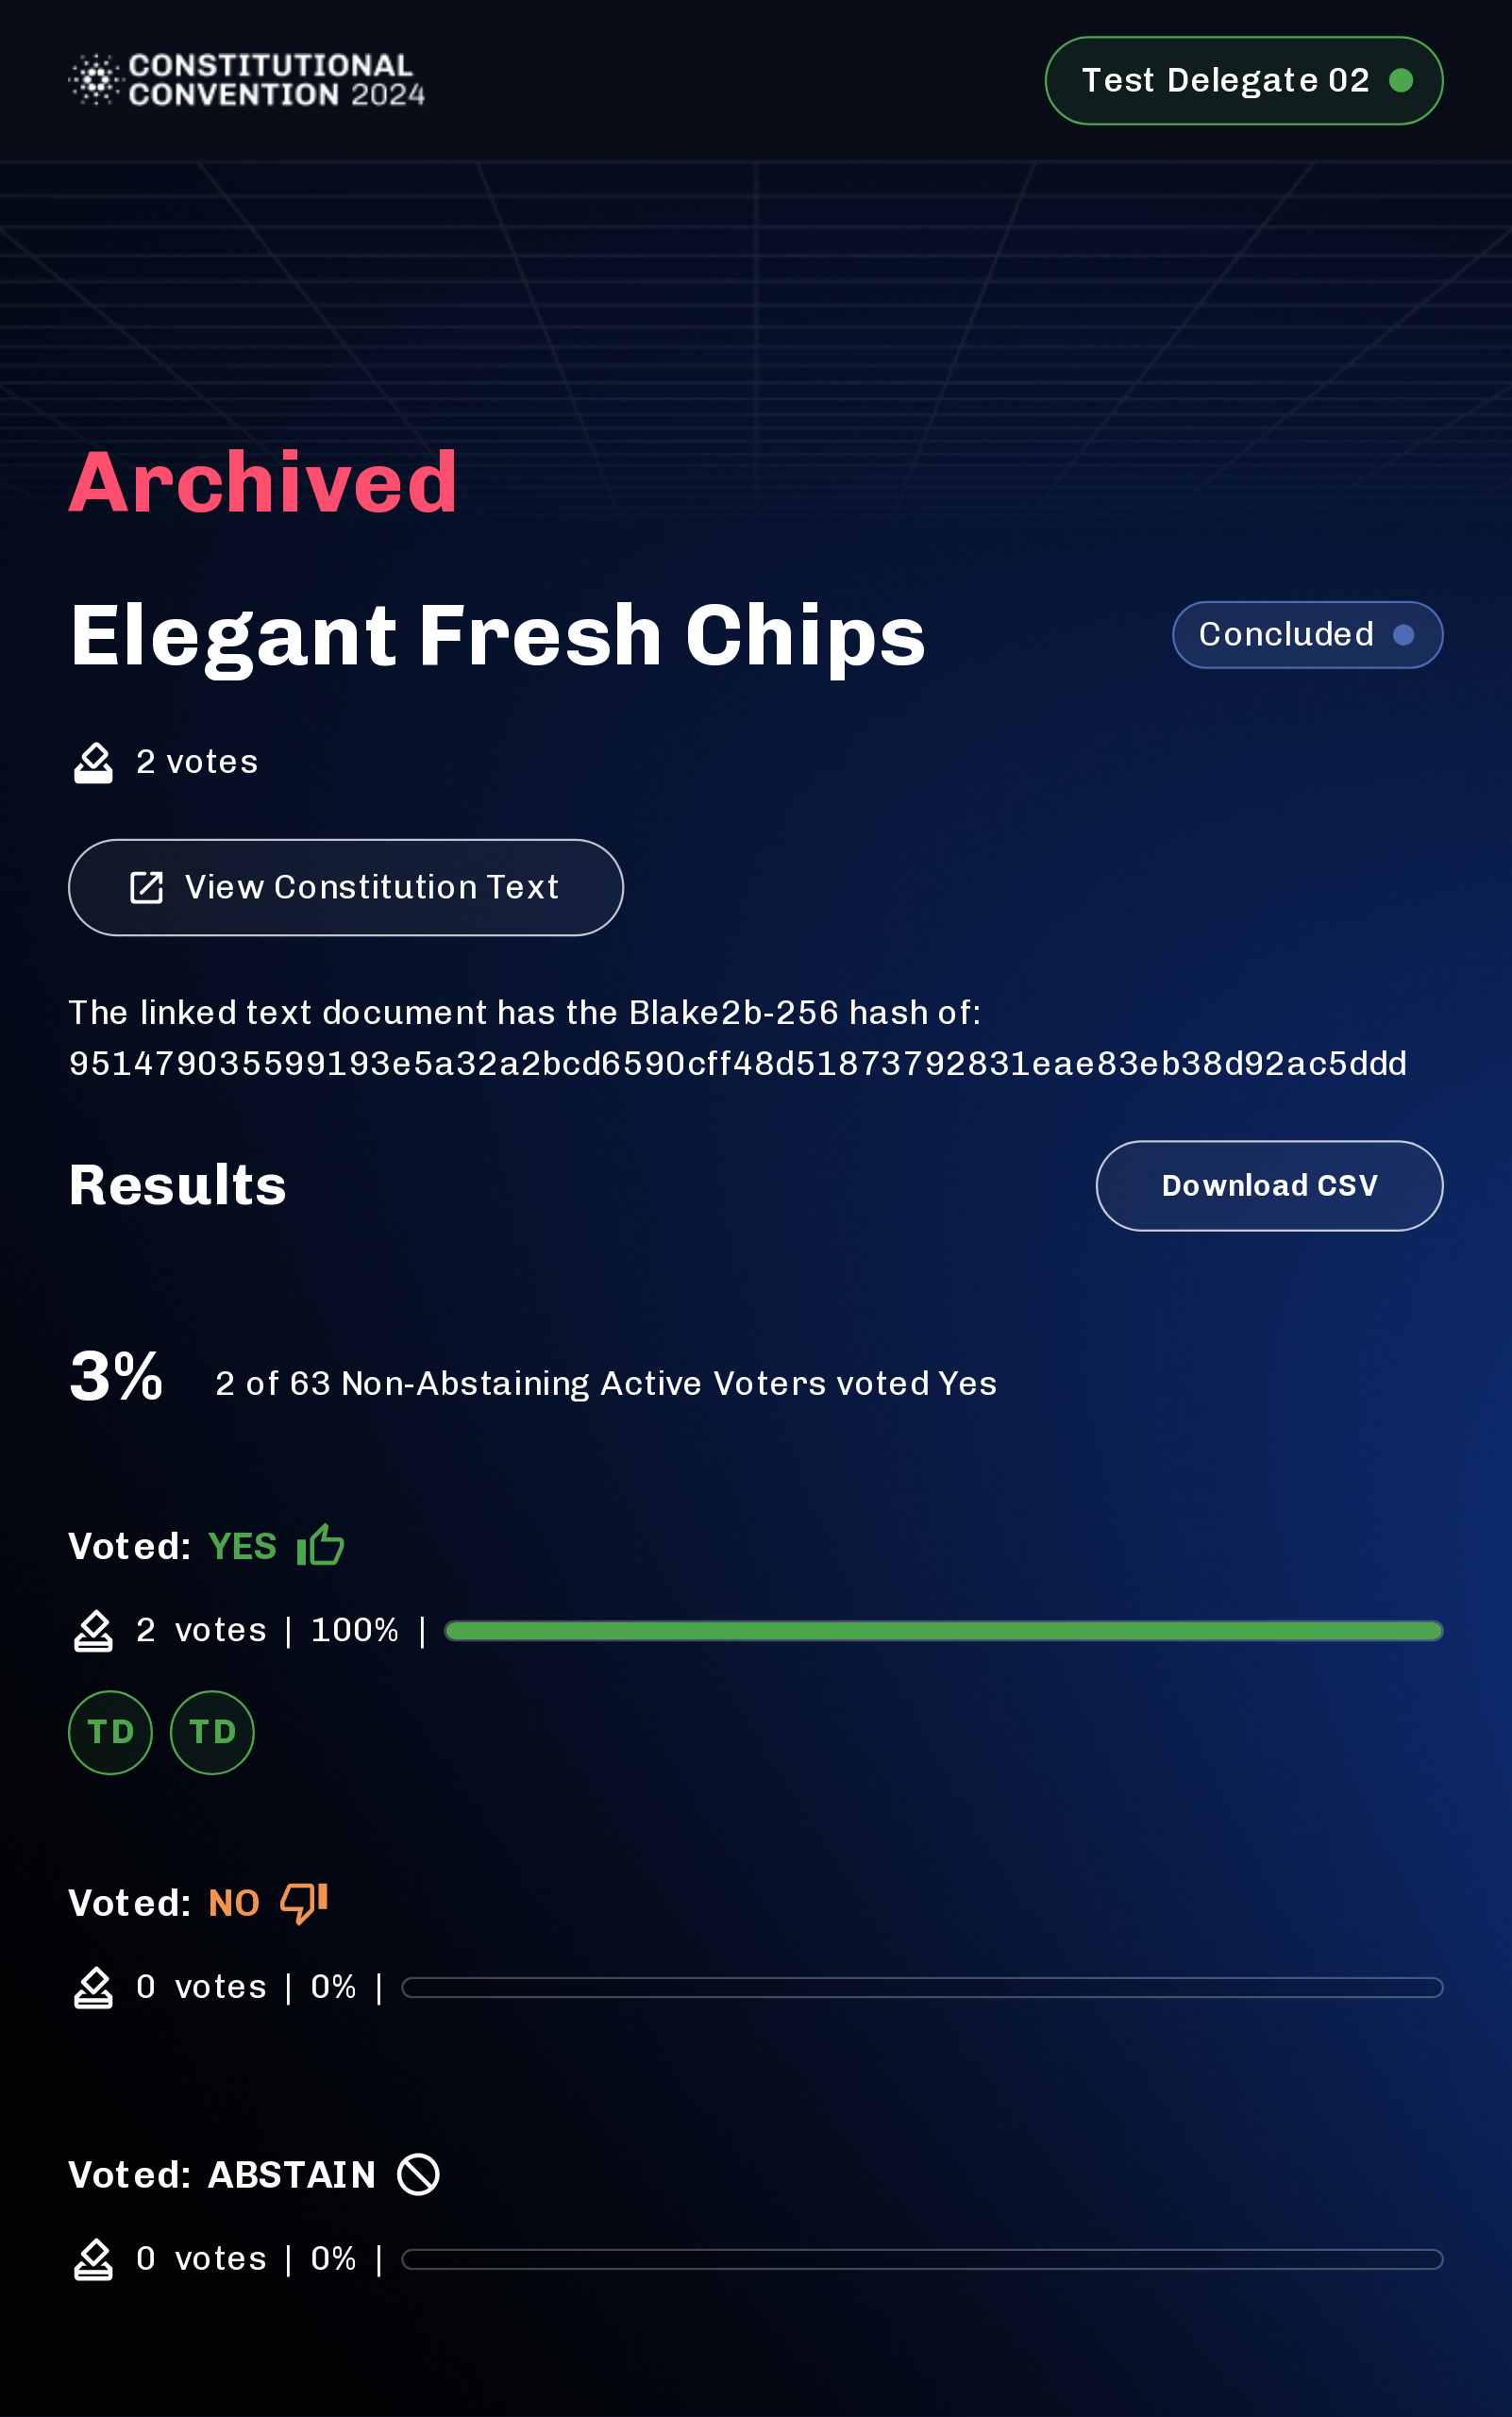 CONSTITUTIONAL
CONVENTION 2024
Test Delegate 02
Archived
Elegant Fresh Chips
Concluded
2 votes
View Constitution Text
The linked text document has the Blake2b-256 hash of:
951479035599193e5a32a2bcd6590cff48d51873792831eae83eb38d92ac5ddd
Results
Download CSV
3%
2 of 63 Non-Abstaining Active Voters voted Yes
Voted: YES
2 votes | 100% |
TD TD
Voted: NO
0 votes | 0% |
Voted: ABSTAIN
0 votes | 0% |